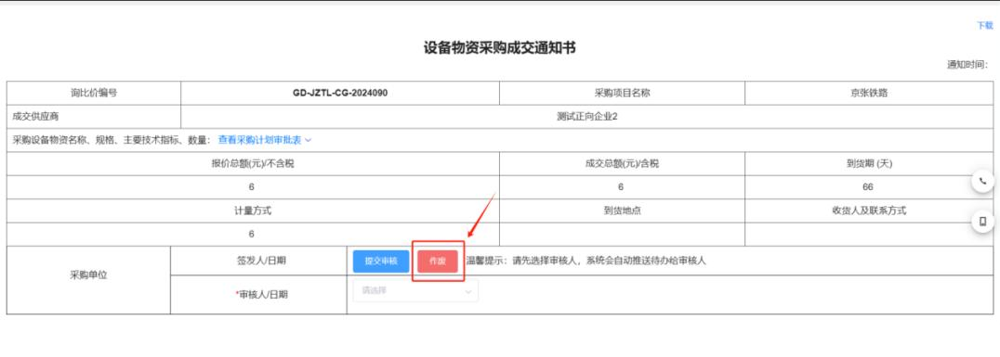 下载
设备物资采购成交通知书
通知时间：
询比价编号 GD-JZTL-CG-2024090 采购项目名称 京张铁路
成交供应商 测试正向企业2
采购设备物资名称、规格、主要技术指标、数量： 查看采购计划审批表
报价总额(元)/不含税 成交总额(元)/含税 到货期 (天)
6 6 66
计量方式 到货地点 收货人及联系方式
6
采购单位 签发人/日期 提交审核 作废 温馨提示：请先选择审核人，系统会自动推送待办给审核人
*审核人/日期 请选择